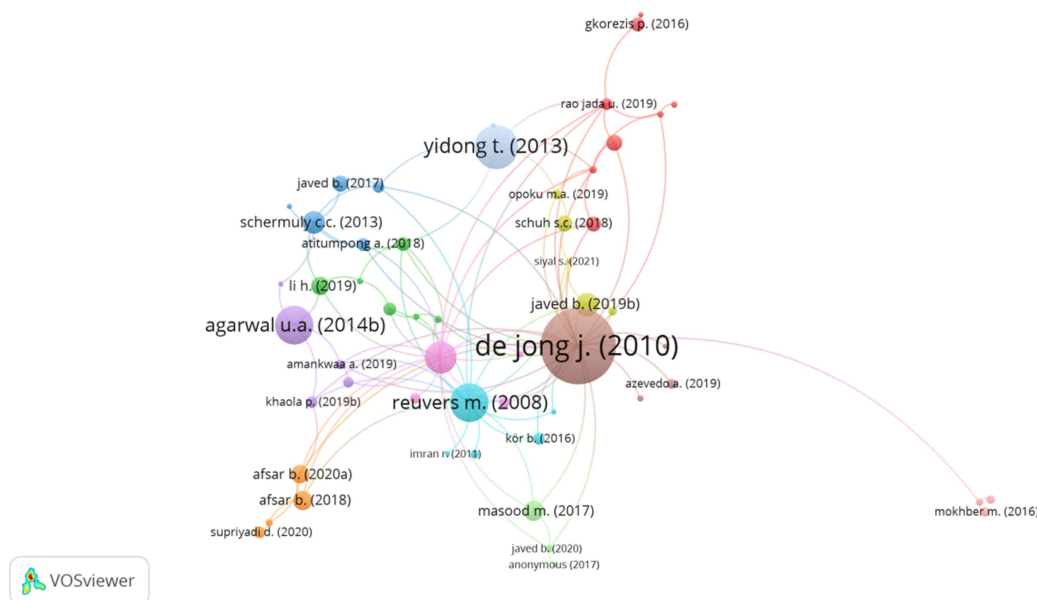 gkorezis p. (2016)
rao jada u. (2019)
yidong t. (2013)
javed b. (2017)
opoku m.a. (2019)
schermuly c.c. (2013)
schuh s.c. (2018)
atitumpong a. (2018)
siyal s. (2021)
li h. (2019)
javed b. (2019b)
agarwal u.a. (2014b)
de jong j. (2010)
amankwaa a. (2019)
azevedo a. (2019)
khaola p. (2019b)
reuvers m. (2008)
kör b. (2016)
imran r. (2011)
afsar b. (2020a)
afsar b. (2018)
masood m. (2017)
mokhber m. (2016)
supriyadi d. (2020)
javed b. (2020)
anonymous (2017)
VOSviewer